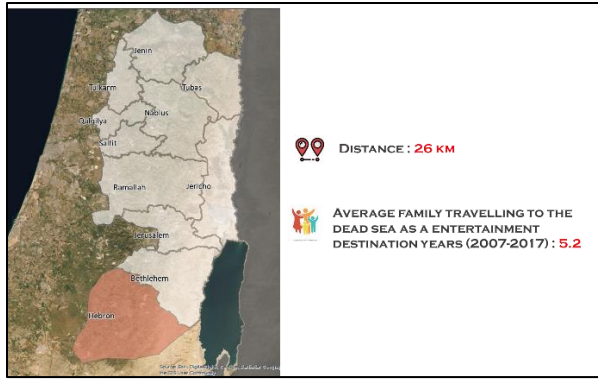 Jenin
Tulkarm
Tubas
Nablus
Qalqilya
Salfit
Ramallah
Jericho
Jerusalem
Bethlehem
Hebron
DISTANCE : 26 KM
AVERAGE FAMILY TRAVELLING TO THE
DEAD SEA AS A ENTERTAINMENT
DESTINATION YEARS (2007-2017) : 5.2